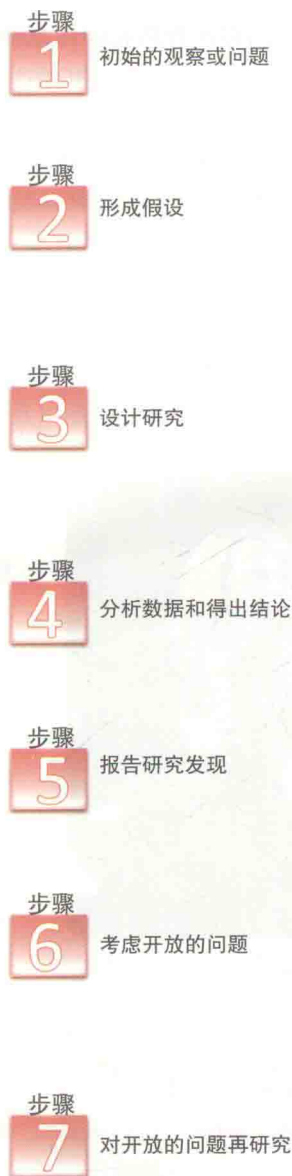 步骤
1
初始的观察或问题
步骤
2
形成假设
步骤
3
设计研究
步骤
4
分析数据和得出结论
步骤
5
报告研究发现
步骤
6
考虑开放的问题
步骤
7
对开放的问题再研究